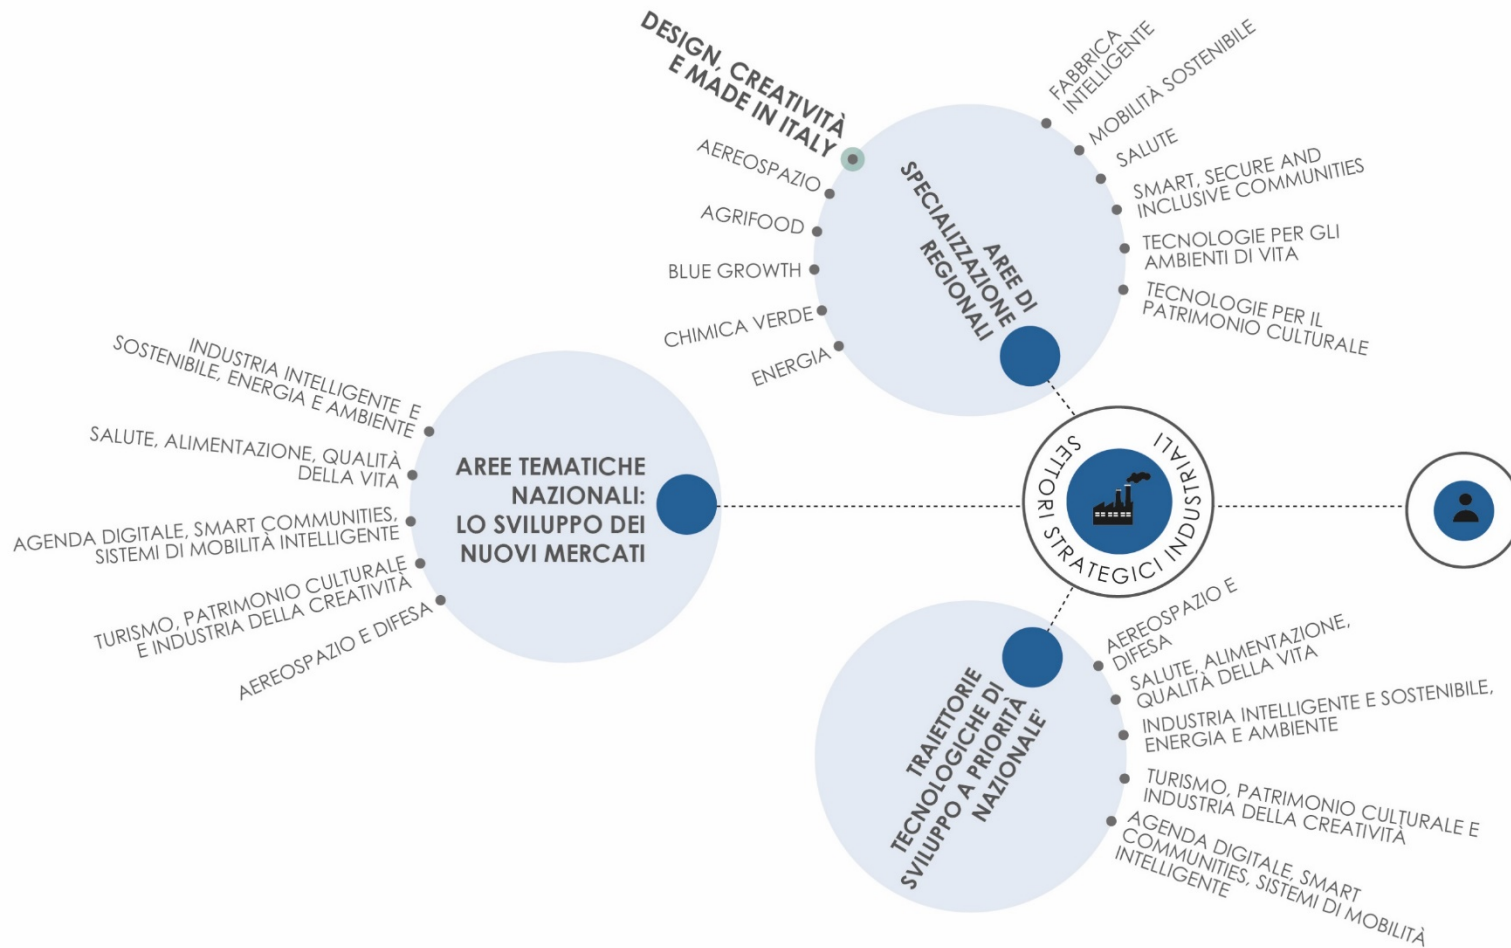 DESIGN, CREATIVITÀ
E MADE IN ITALY
AEREOSPAZIO
AGRIFOOD
BLUE GROWTH
CHIMICA VERDE
ENERGIA
AREE DI
SPECIALIZZAZIONE
REGIONALI
FABBRICA
INTELLIGENTE
MOBILITÀ SOSTENIBILE
SALUTE
SMART, SECURE AND
INCLUSIVE COMMUNITIES
TECNOLOGIE PER GLI
AMBIENTI DI VITA
TECNOLOGIE PER IL
PATRIMONIO CULTURALE
INDUSTRIA INTELLIGENTE E
SOSTENIBILE, ENERGIA E AMBIENTE
SALUTE, ALIMENTAZIONE, QUALITÀ
DELLA VITA
AGENDA DIGITALE, SMART COMMUNITIES,
SISTEMI DI MOBILITÀ INTELLIGENTE
TURISMO, PATRIMONIO CULTURALE
E INDUSTRIA DELLA CREATIVITÀ
AEREOSPAZIO E DIFESA
AREE TEMATICHE
NAZIONALI:
LO SVILUPPO DEI
NUOVI MERCATI
SETTORI STRATEGICI INDUSTRIALI
TRAIETTORIE
TECNOLOGICHE DI
SVILUPPO A PRIORITÀ
NAZIONALE'
AEREOSPAZIO E
DIFESA
SALUTE, ALIMENTAZIONE,
QUALITÀ DELLA VITA
INDUSTRIA INTELLIGENTE E SOSTENIBILE,
ENERGIA E AMBIENTE
TURISMO, PATRIMONIO CULTURALE E
INDUSTRIA DELLA CREATIVITÀ
AGENDA DIGITALE, SMART
COMMUNITIES, SISTEMI DI MOBILITÀ
INTELLIGENTE